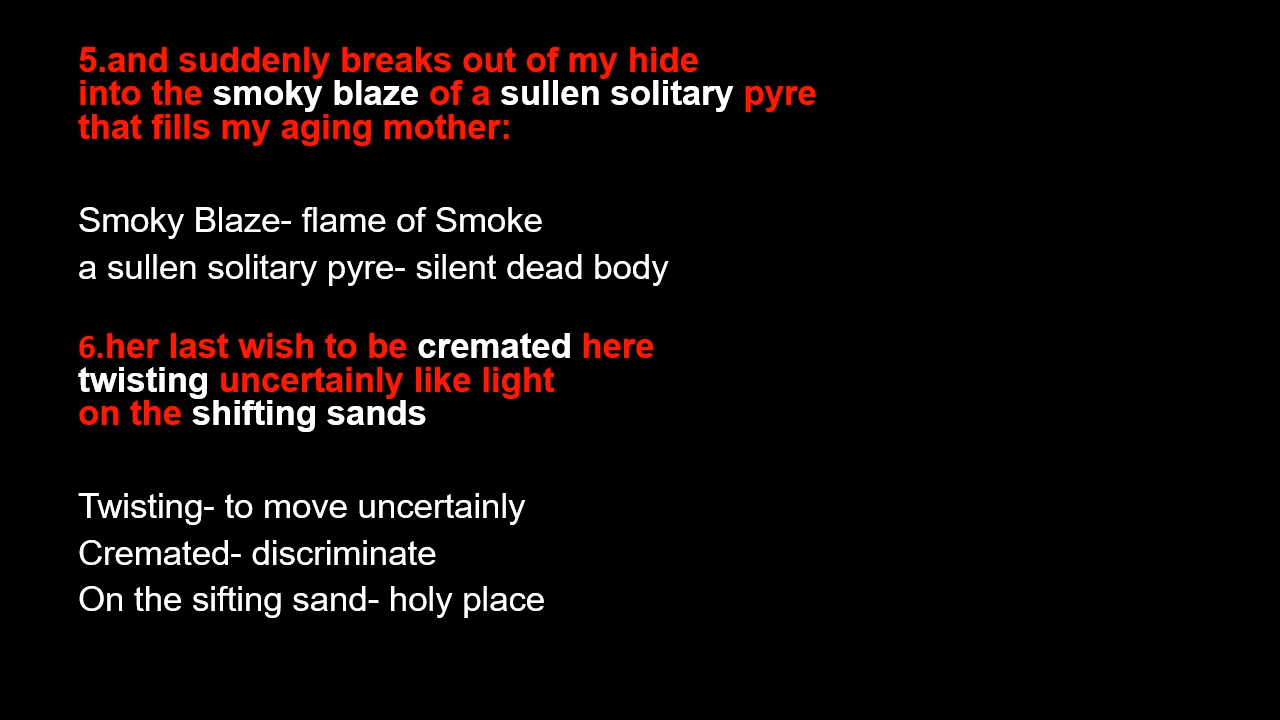 5.and suddenly breaks out of my hide
into the smoky blaze of a sullen solitary pyre
that fills my aging mother:
Smoky Blaze- flame of Smoke
a sullen solitary pyre- silent dead body
6.her last wish to be cremated here
twisting uncertainly like light
on the shifting sands
Twisting- to move uncertainly
Cremated- discriminate
On the sifting sand- holy place